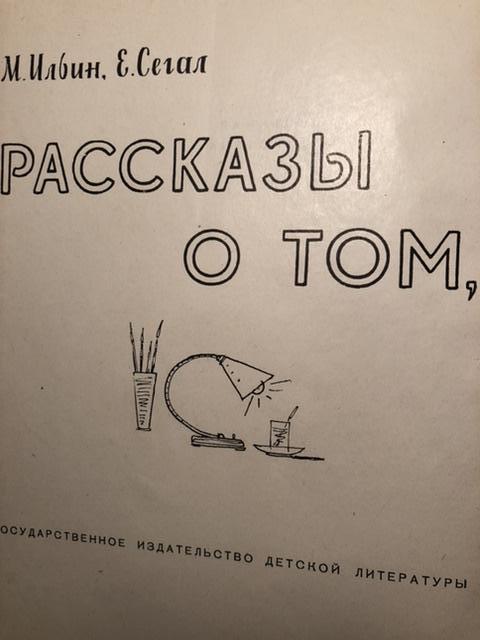 М. Ильин, Е. Сегал
РАССКАЗЫ
О ТОМ,
ОСУДАРСТВЕННОЕ ИЗДАТЕЛЬСТВО ДЕТСКОЙ ЛИТЕРАТУРЫ